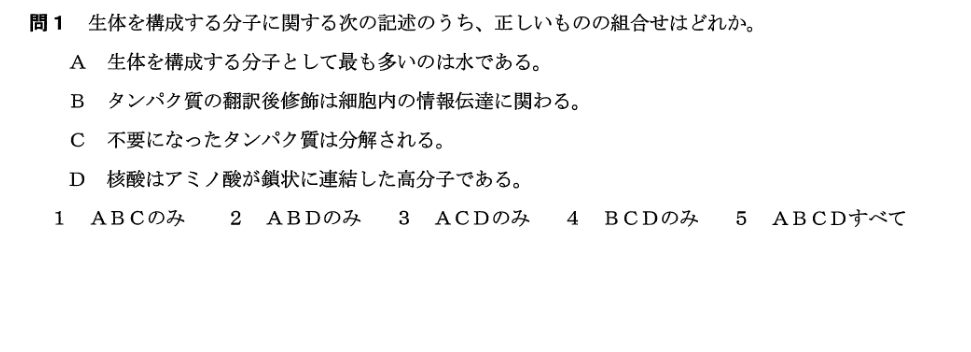 問1 生体を構成する分子に関する次の記述のうち、正しいものの組合せはどれか。
A 生体を構成する分子として最も多いのは水である。
B タンパク質の翻訳後修飾は細胞内の情報伝達に関わる。
C 不要になったタンパク質は分解される。
D 核酸はアミノ酸が鎖状に連結した高分子である。
1 ABCのみ 2 ABDのみ 3 ACDのみ 4 BCDのみ 5 ABCDすべて